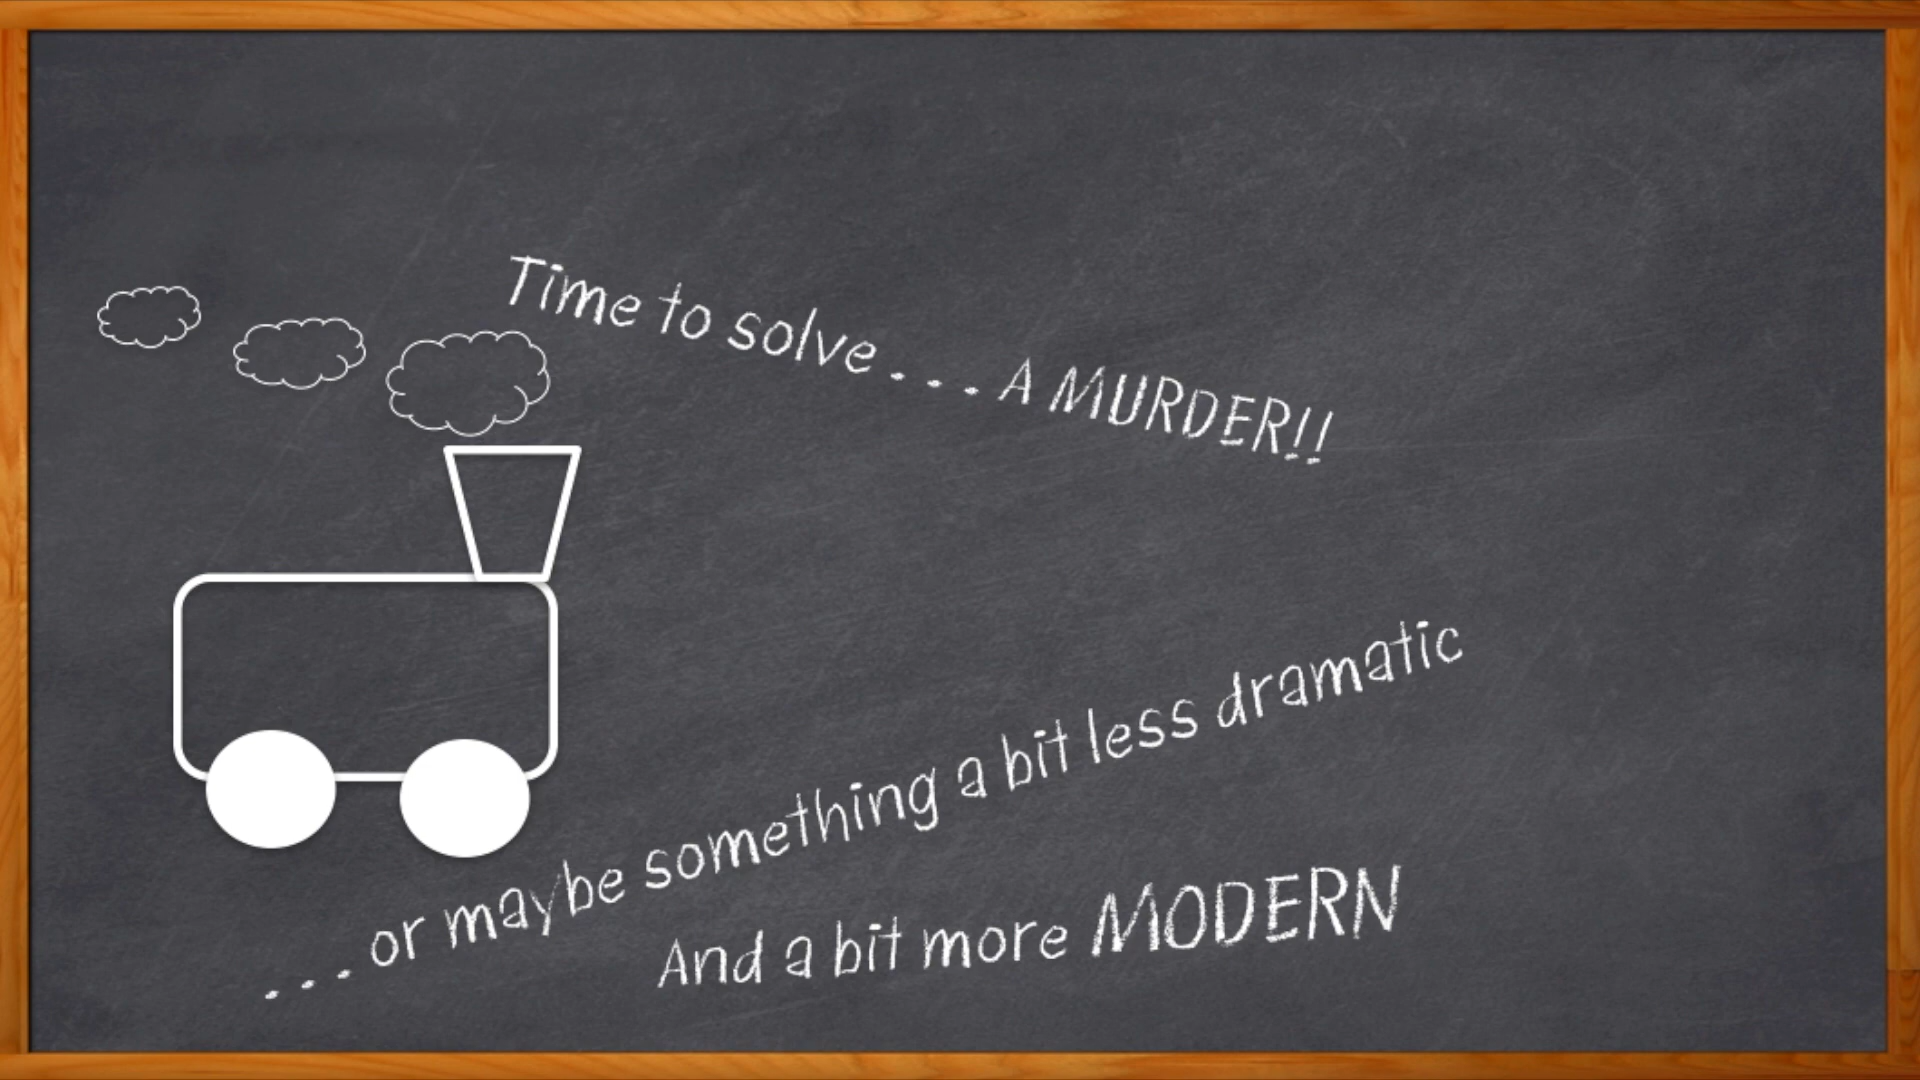 Time to solve . . . A MURDER!!
. . . or maybe something a bit less dramatic
And a bit more MODERN